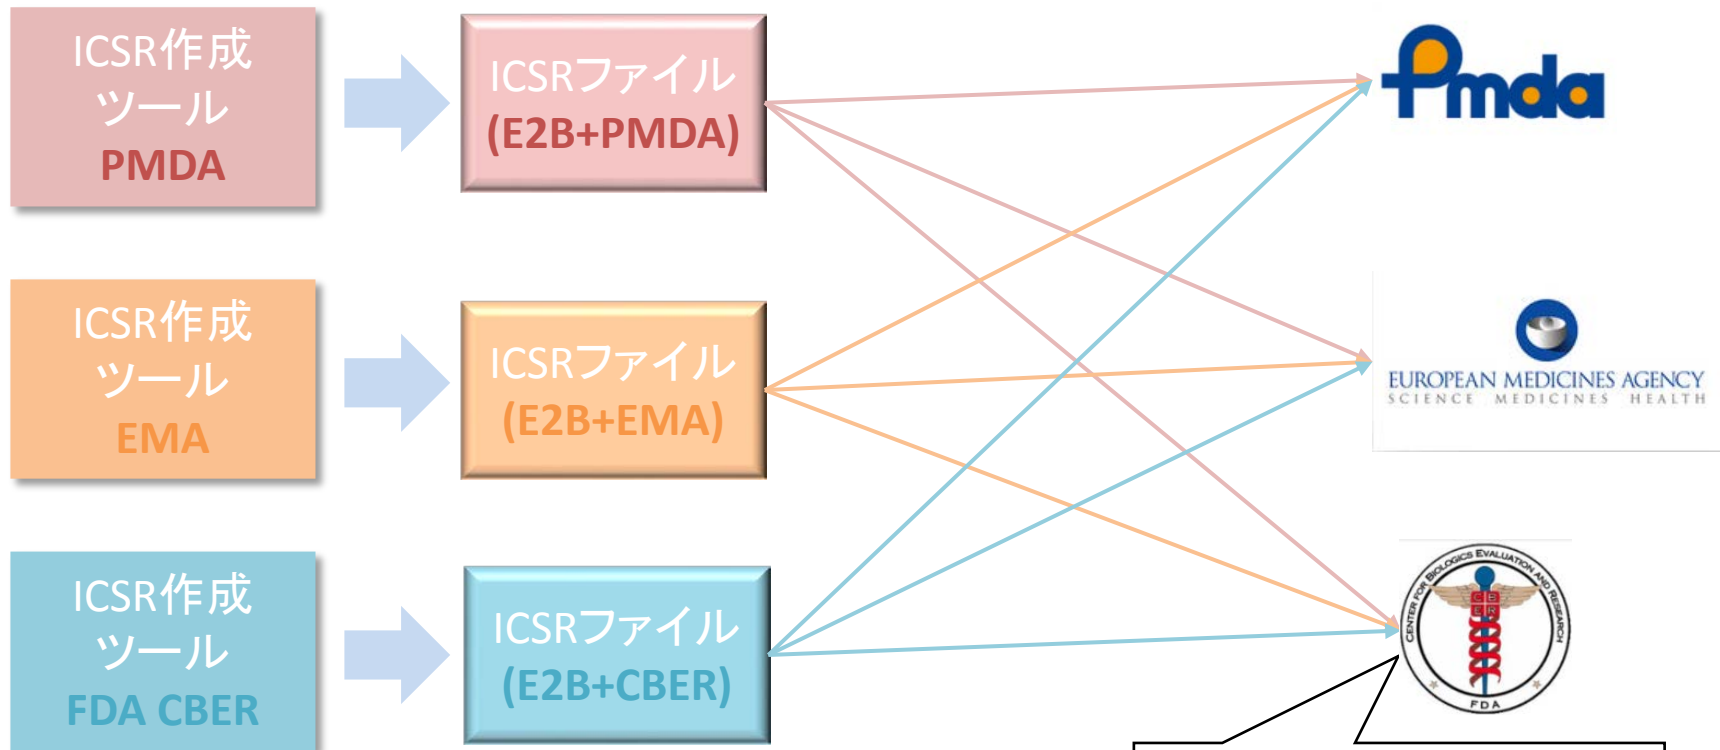 ICSR作成
ツール
PMDA
ICSRファイル
(E2B+PMDA)
Pmda
ICSR作成
ツール
EMA
ICSRファイル
(E2B+EMA)
EUROPEAN MEDICINES AGENCY
SCIENCE MEDICINES HEALTH
ICSR作成
ツール
FDA CBER
ICSRファイル
(E2B+CBER)
CENTER FOR BIOLOGICS EVALUATION AND RESEARCH
CB
ER
FDA